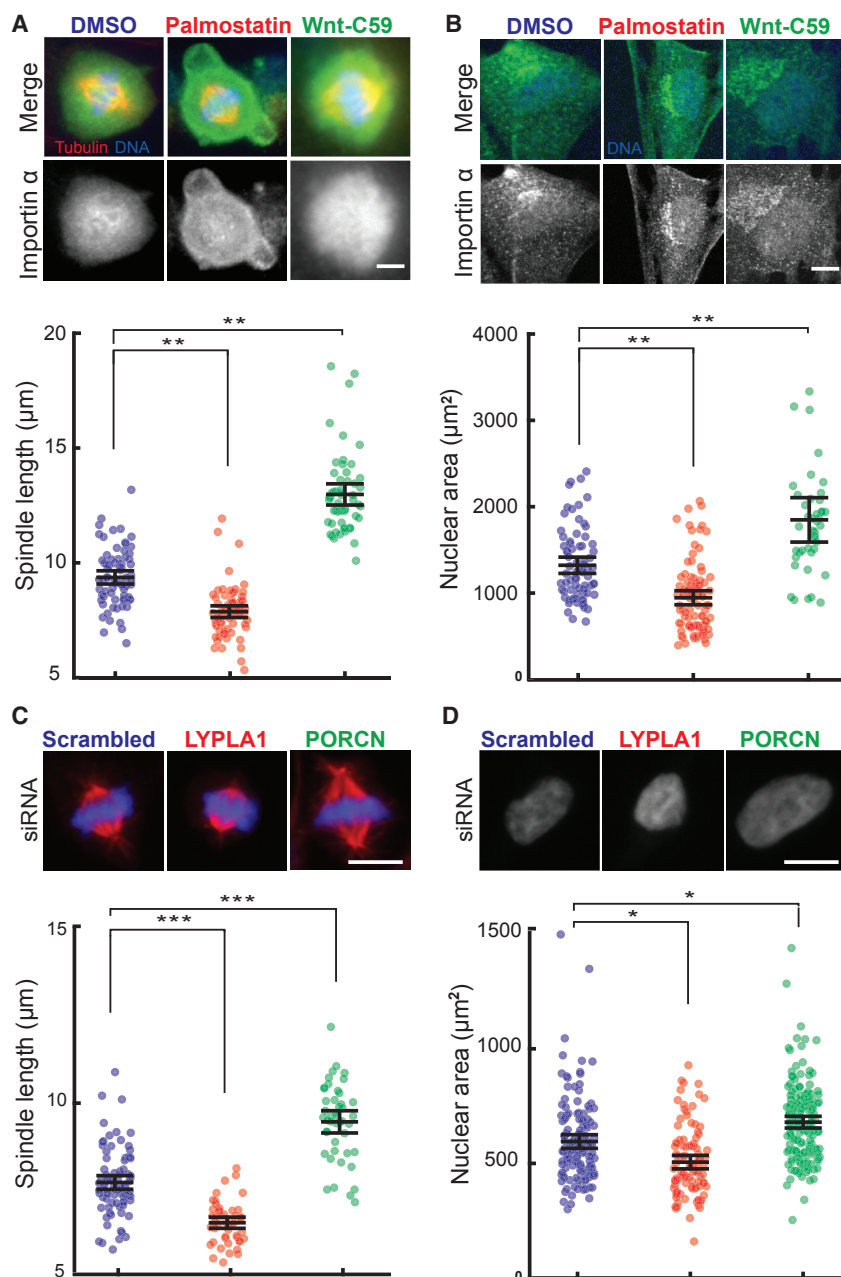 A
DMSO Palmostatin Wnt-C59
Merge
Tubulin DNA
Importin α
Spindle length (µm)
20
15
10
5
**
**
B
DMSO Palmostatin Wnt-C59
Merge
DNA
Importin α
Nuclear area (µm²)
4000
3000
2000
1000
0
**
**
C
Scrambled LYPLA1 PORCN
siRNA
Spindle length (µm)
15
10
5
***
***
D
Scrambled LYPLA1 PORCN
siRNA
Nuclear area (µm²)
1500
1000
500
0
*
*